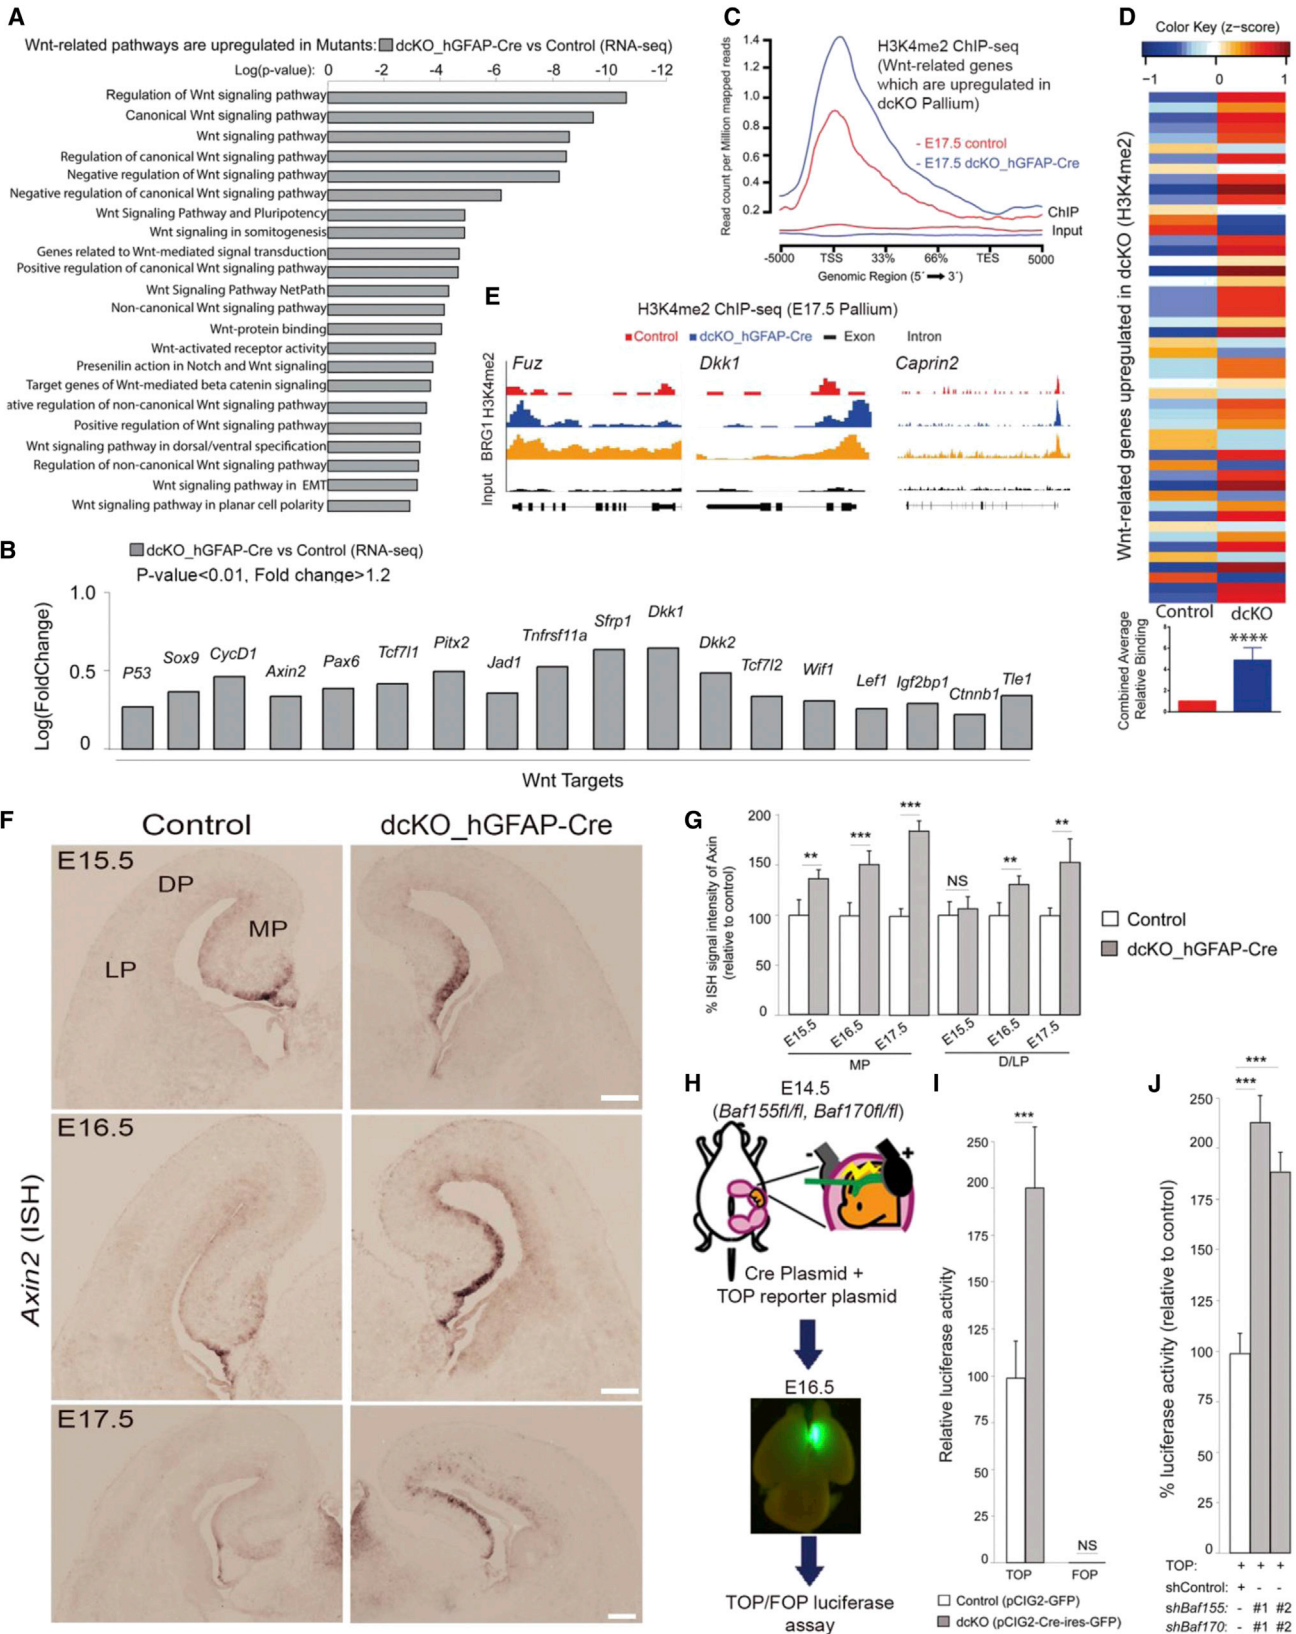 A
Wnt-related pathways are upregulated in Mutants: dcKO_hGFAP-Cre vs Control (RNA-seq)
Log(p-value): 0 -2 -4 -6 -8 -10 -12
Regulation of Wnt signaling pathway
Canonical Wnt signaling pathway
Wnt signaling pathway
Regulation of canonical Wnt signaling pathway
Negative regulation of Wnt signaling pathway
Negative regulation of canonical Wnt signaling pathway
Wnt Signaling Pathway and Pluripotency
Wnt signaling in somitogenesis
Genes related to Wnt-mediated signal transduction
Positive regulation of canonical Wnt signaling pathway
Wnt Signaling Pathway NetPath
Non-canonical Wnt signaling pathway
Wnt-protein binding
Wnt-activated receptor activity
Presenilin action in Notch and Wnt signaling
Target genes of Wnt-mediated beta catenin signaling
ative regulation of non-canonical Wnt signaling pathway
Positive regulation of Wnt signaling pathway
Wnt signaling pathway in dorsal/ventral specification
Regulation of non-canonical Wnt signaling pathway
Wnt signaling pathway in EMT
Wnt signaling pathway in planar cell polarity
B
dcKO_hGFAP-Cre vs Control (RNA-seq)
P-value<0.01, Fold change>1.2
Log(FoldChange)
1.0
0.5
0
P53 Sox9 CycD1 Axin2 Pax6 Tcf7l1 Pitx2 Jad1 Tnfrsf11a Sfrp1 Dkk1 Dkk2 Tcf7l2 Wif1 Lef1 Igf2bp1 Ctnnb1 Tle1
Wnt Targets
C
Read count per Million mapped reads
1.4
1.2
1.0
0.8
0.6
0.4
0.2
H3K4me2 ChIP-seq
(Wnt-related genes
which are upregulated in
dcKO Pallium)
- E17.5 control
- E17.5 dcKO_hGFAP-Cre
ChIP
Input
-5000 TSS 33% 66% TES 5000
Genomic Region (5´ 3´)
D
Color Key (z-score)
−1 0 1
Wnt-related genes upregulated in dcKO (H3K4me2)
Control dcKO
Combined Average
Relative Binding
8
6
4
2
0
****
E
H3K4me2 ChIP-seq (E17.5 Pallium)
Control dcKO_hGFAP-Cre Exon Intron
Fuz Dkk1 Caprin2
H3K4me2
BRG1
Input
F
Control dcKO_hGFAP-Cre
Axin2 (ISH)
E15.5
DP
MP
LP
E16.5
E17.5
G
% ISH signal intensity of Axin
(relative to control)
200
150
100
50
0
** *** *** NS ** **
E15.5 E16.5 E17.5 E15.5 E16.5 E17.5
MP D/LP
Control
dcKO_hGFAP-Cre
H
E14.5
(Baf155fl/fl, Baf170fl/fl)
- +
Cre Plasmid +
TOP reporter plasmid
E16.5
TOP/FOP luciferase
assay
I
Relative luciferase activity
250
200
175
150
125
100
75
50
25
0
***
NS
TOP FOP
Control (pCIG2-GFP)
dcKO (pCIG2-Cre-ires-GFP)
J
% luciferase activity (relative to control)
250
200
175
150
125
100
75
50
25
0
***
***
TOP: + + +
shControl: + - -
shBaf155: - #1 #2
shBaf170: - #1 #2